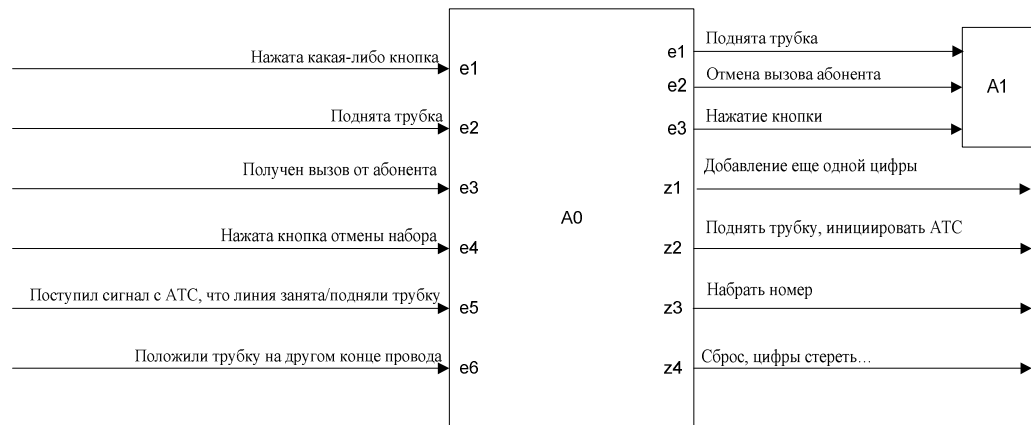 Нажата какая-либо кнопка
e1
Поднята трубка
e2
Получен вызов от абонента
e3
Нажата кнопка отмены набора
e4
Поступил сигнал с АТС, что линия занята/подняли трубку
e5
Положили трубку на другом конце провода
e6
A0
e1
Поднята трубка
e2
Отмена вызова абонента
e3
Нажатие кнопки
A1
z1
Добавление еще одной цифры
z2
Поднять трубку, инициировать АТС
z3
Набрать номер
z4
Сброс, цифры стереть…